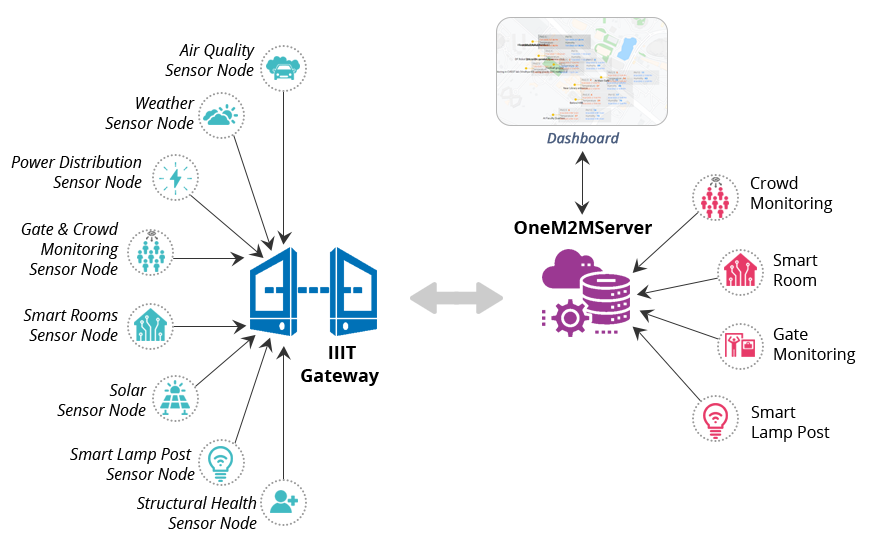 Air Quality
Sensor Node
Weather
Sensor Node
Power Distribution
Sensor Node
Gate & Crowd
Monitoring
Sensor Node
Smart Rooms
Sensor Node
Solar
Sensor Node
Smart Lamp Post
Sensor Node
Structural Health
Sensor Node
IIIT
Gateway
Dashboard
OneM2MServer
Crowd
Monitoring
Smart
Room
Gate
Monitoring
Smart
Lamp Post